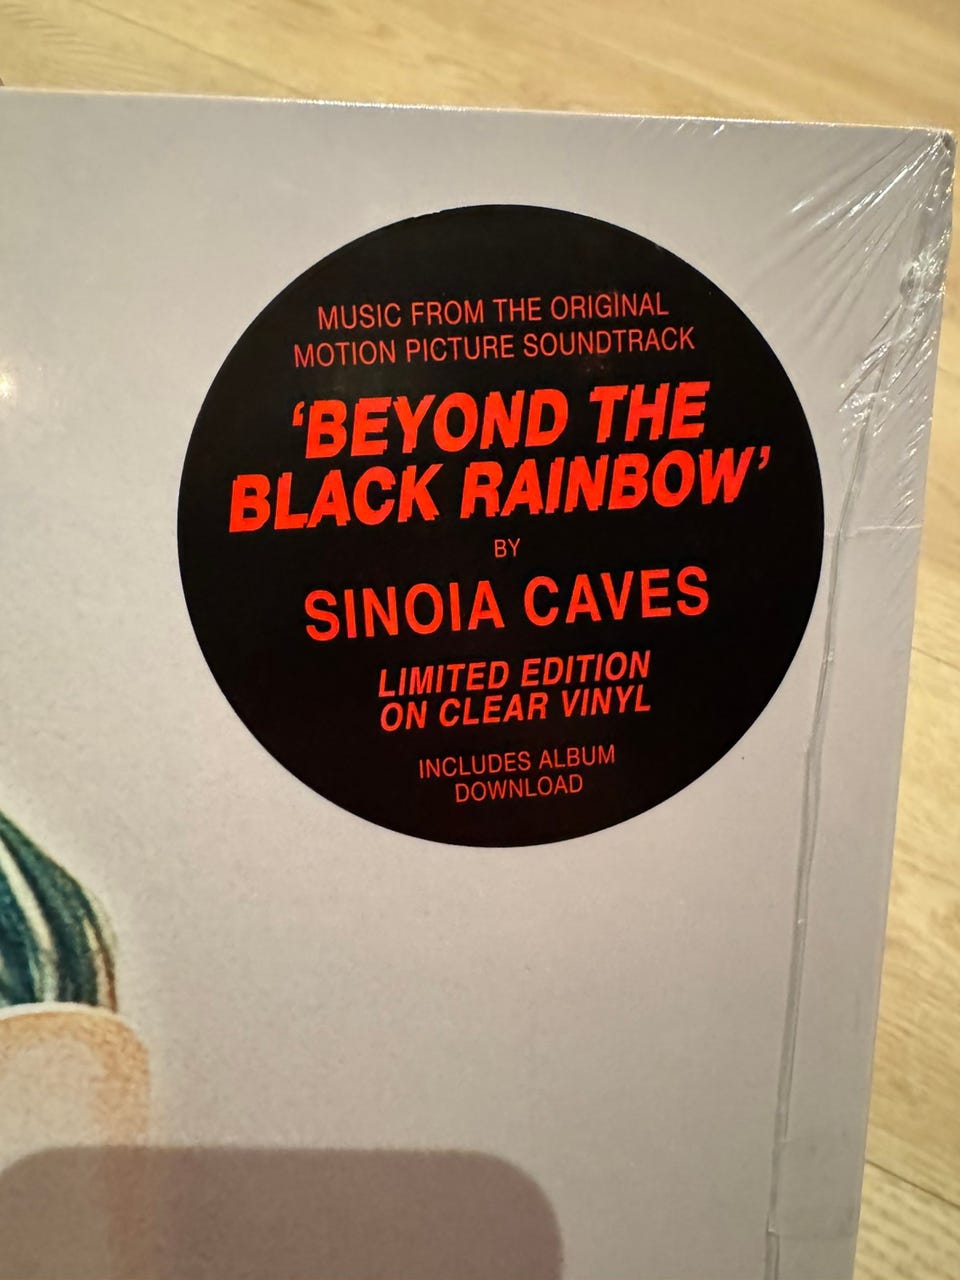 MUSIC FROM THE ORIGINAL
MOTION PICTURE SOUNDTRACK
‘BEYOND THE
BLACK RAINBOW’
BY
SINOIA CAVES
LIMITED EDITION
ON CLEAR VINYL
INCLUDES ALBUM
DOWNLOAD